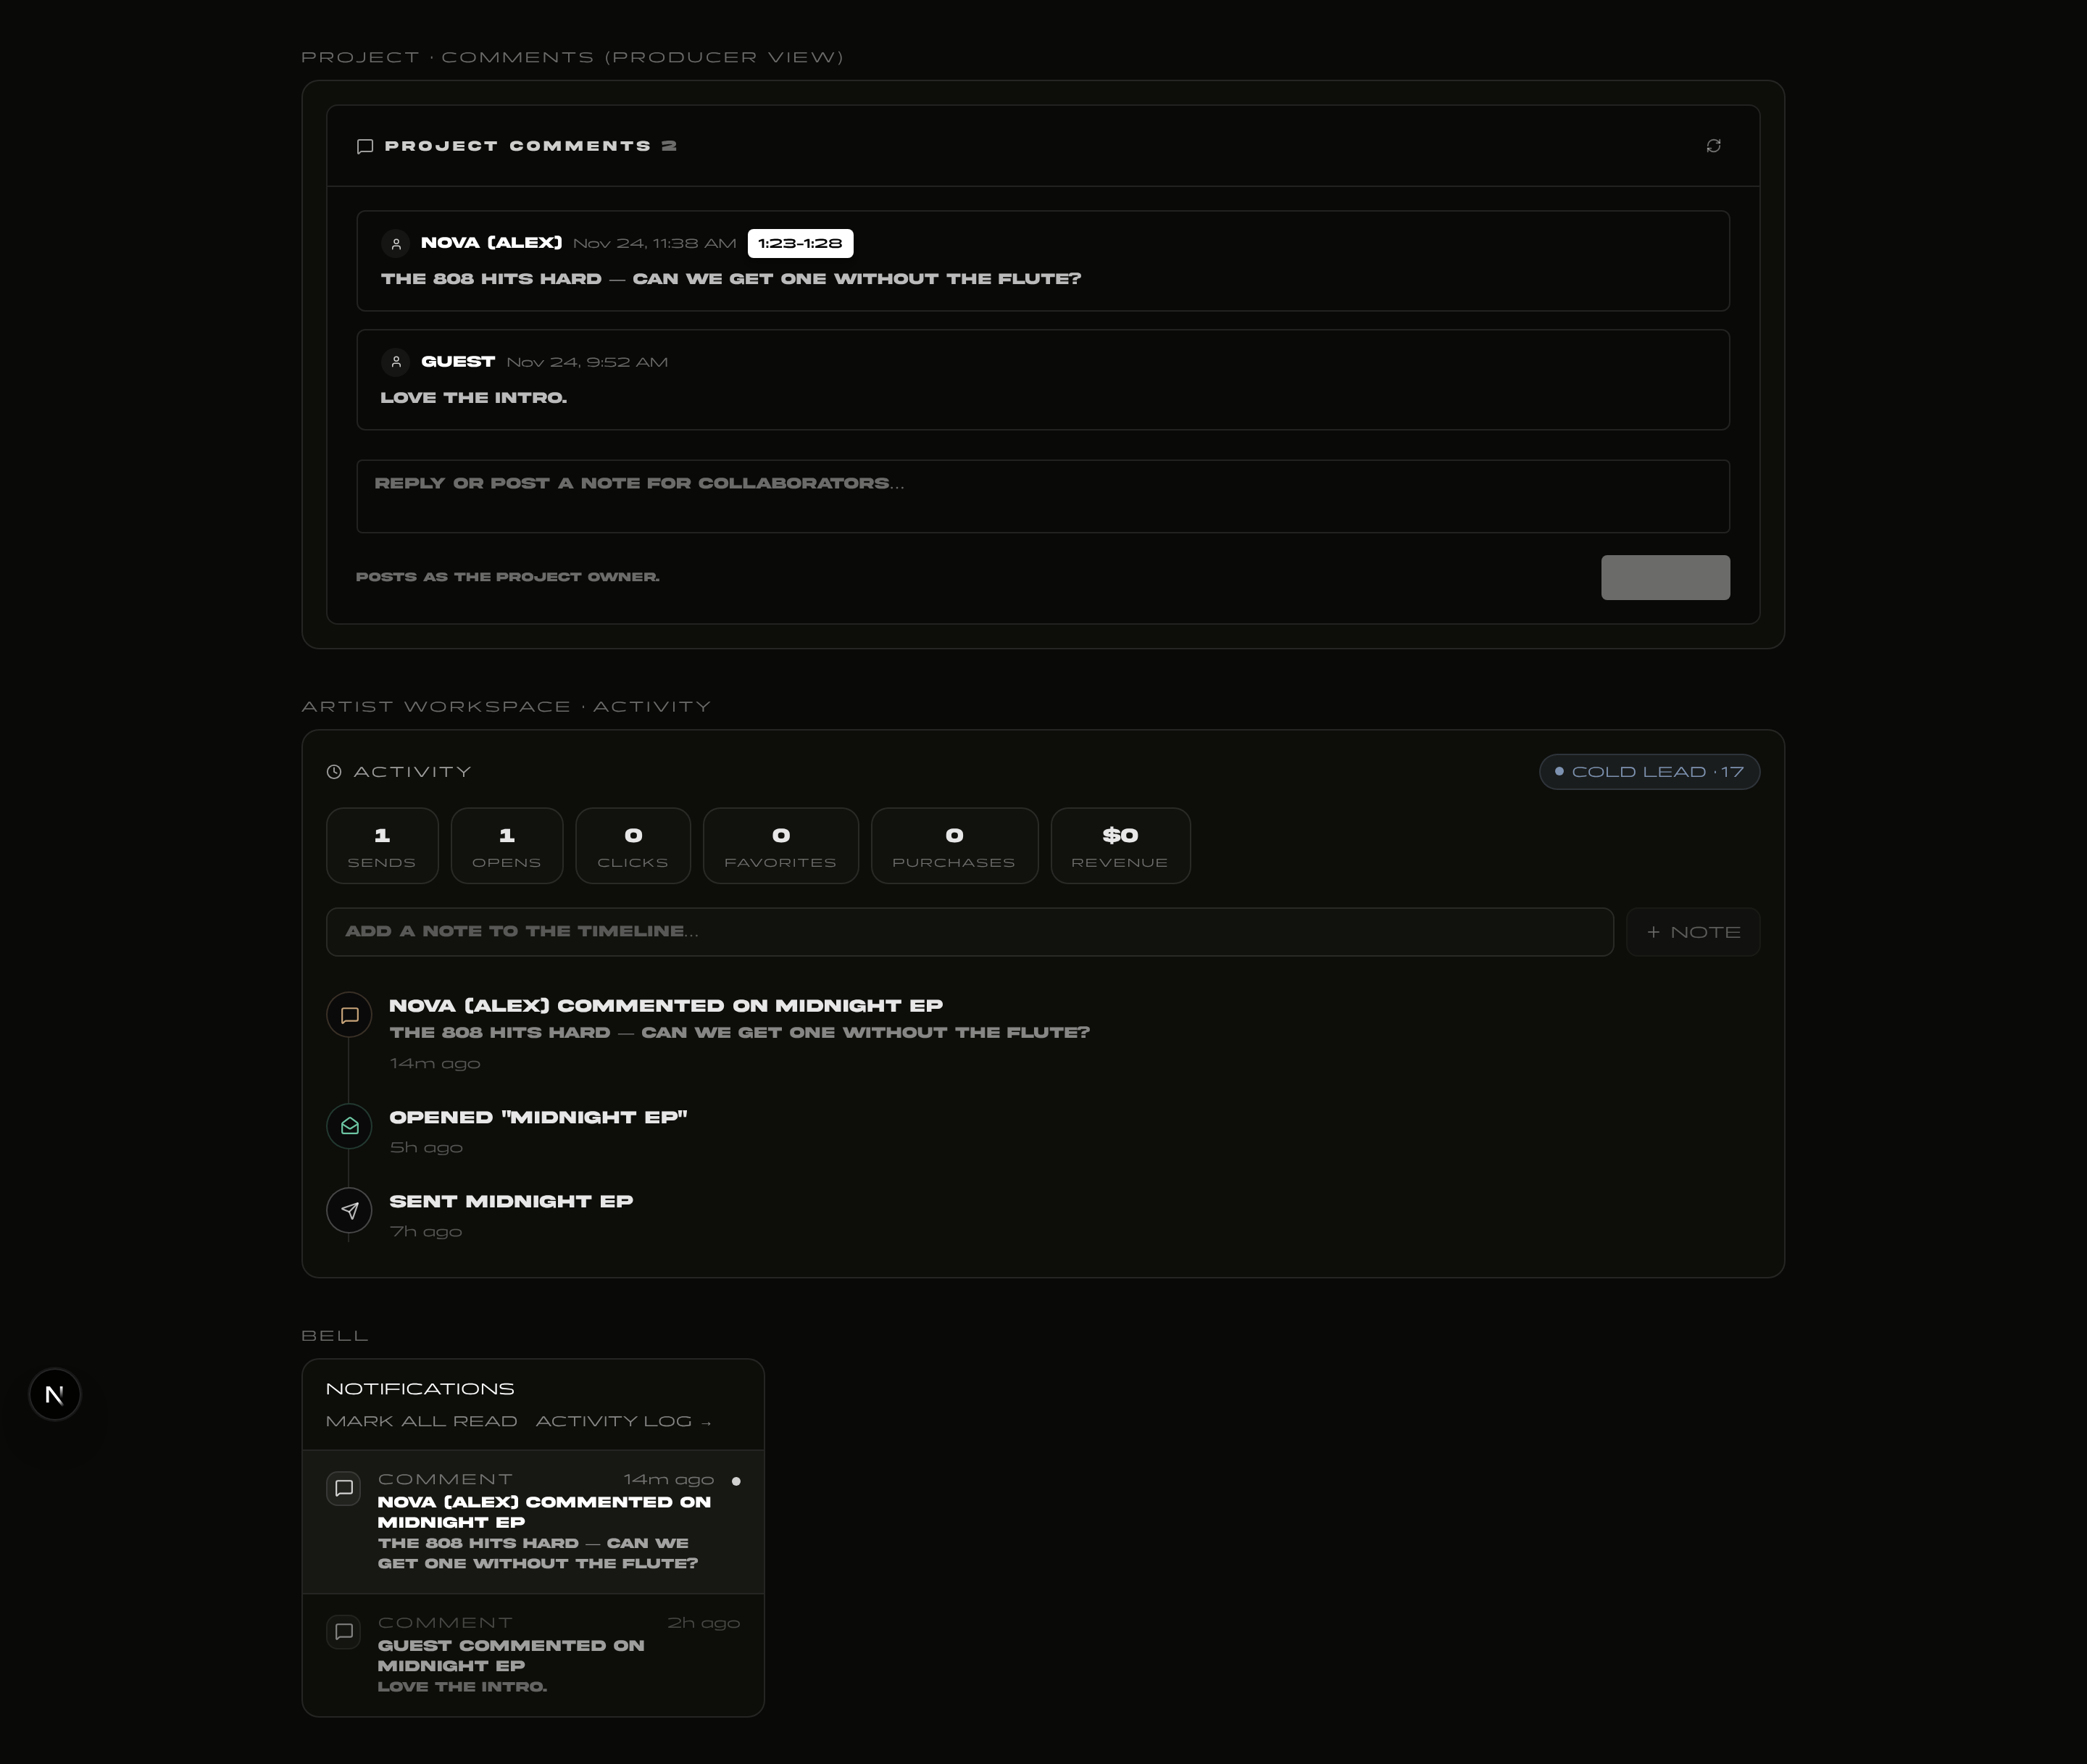 PROJECT · COMMENTS (PRODUCER VIEW)
PROJECT COMMENTS 2
NOVA (ALEX) Nov 24, 11:38 AM 1:23-1:28
THE 808 HITS HARD — CAN WE GET ONE WITHOUT THE FLUTE?
GUEST Nov 24, 9:52 AM
LOVE THE INTRO.
REPLY OR POST A NOTE FOR COLLABORATORS...
POSTS AS THE PROJECT OWNER.
ARTIST WORKSPACE · ACTIVITY
ACTIVITY
COLD LEAD · 17
1 1 0 0 0 $0
SENDS OPENS CLICKS FAVORITES PURCHASES REVENUE
ADD A NOTE TO THE TIMELINE...
+ NOTE
NOVA (ALEX) COMMENTED ON MIDNIGHT EP
THE 808 HITS HARD — CAN WE GET ONE WITHOUT THE FLUTE?
14m ago
OPENED "MIDNIGHT EP"
5h ago
SENT MIDNIGHT EP
7h ago
BELL
N
NOTIFICATIONS
MARK ALL READ ACTIVITY LOG →
COMMENT 14m ago
NOVA (ALEX) COMMENTED ON
MIDNIGHT EP
THE 808 HITS HARD — CAN WE
GET ONE WITHOUT THE FLUTE?
COMMENT 2h ago
GUEST COMMENTED ON
MIDNIGHT EP
LOVE THE INTRO.